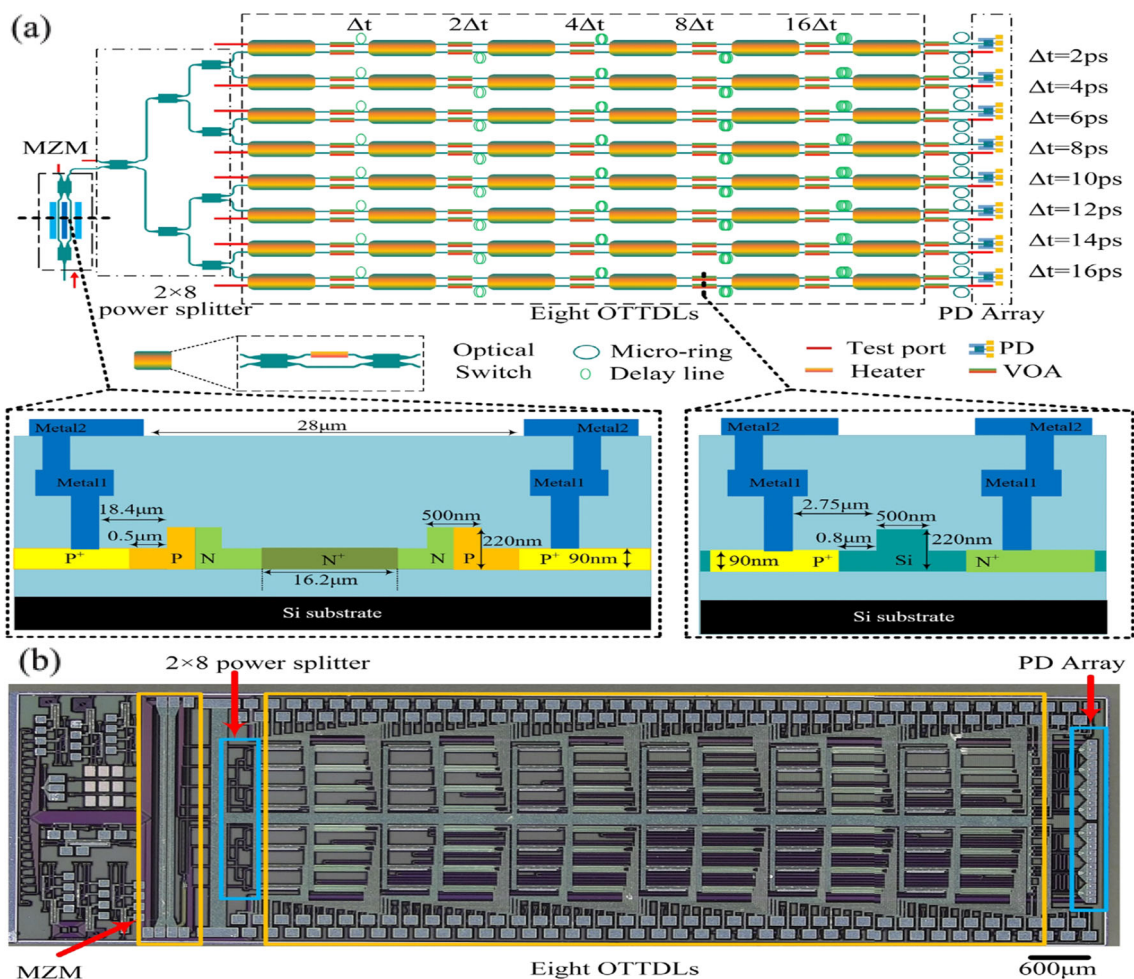 (a)
Δt 2Δt 4Δt 8Δt 16Δt PD Array
Δt=2ps
Δt=4ps
Δt=6ps
Δt=8ps
Δt=10ps
Δt=12ps
Δt=14ps
Δt=16ps
MZM
2×8
power splitter
Eight OTTDLs
PD Array
Optical
Switch
Micro-ring
Delay line
Test port
Heater
PD
VOA
Metal2
28μm
Metal2
Metal1
Metal1
18.4μm
500nm
0.5μm
220nm
P⁺
P
N
N⁺
N
P
P⁺
90nm
16.2μm
Si substrate
Metal2
Metal2
Metal1
Metal1
2.75μm
500nm
0.8μm
220nm
90nm
P⁺
Si
N⁺
Si substrate
(b)
2×8 power splitter
PD Array
MZM
Eight OTTDLs
600μm